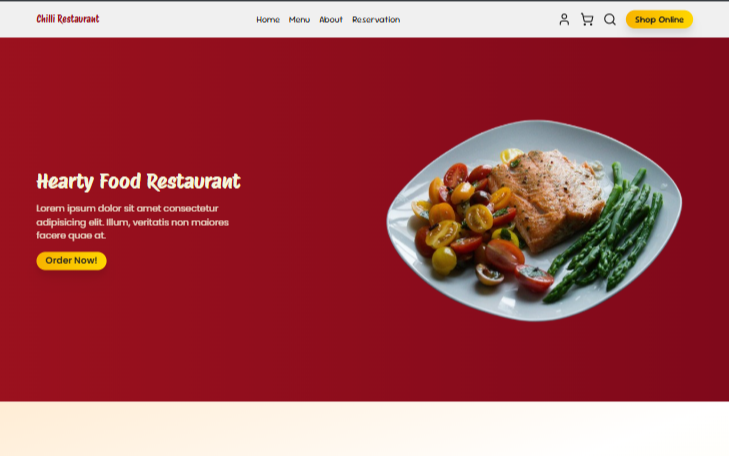 Chilli Restaurant
Home Menu About Reservation
Shop Online
Hearty Food Restaurant
Lorem ipsum dolor sit amet consectetur
adipisicing elit. Illum, veritatis non maiores
facere quae at.
Order Now!